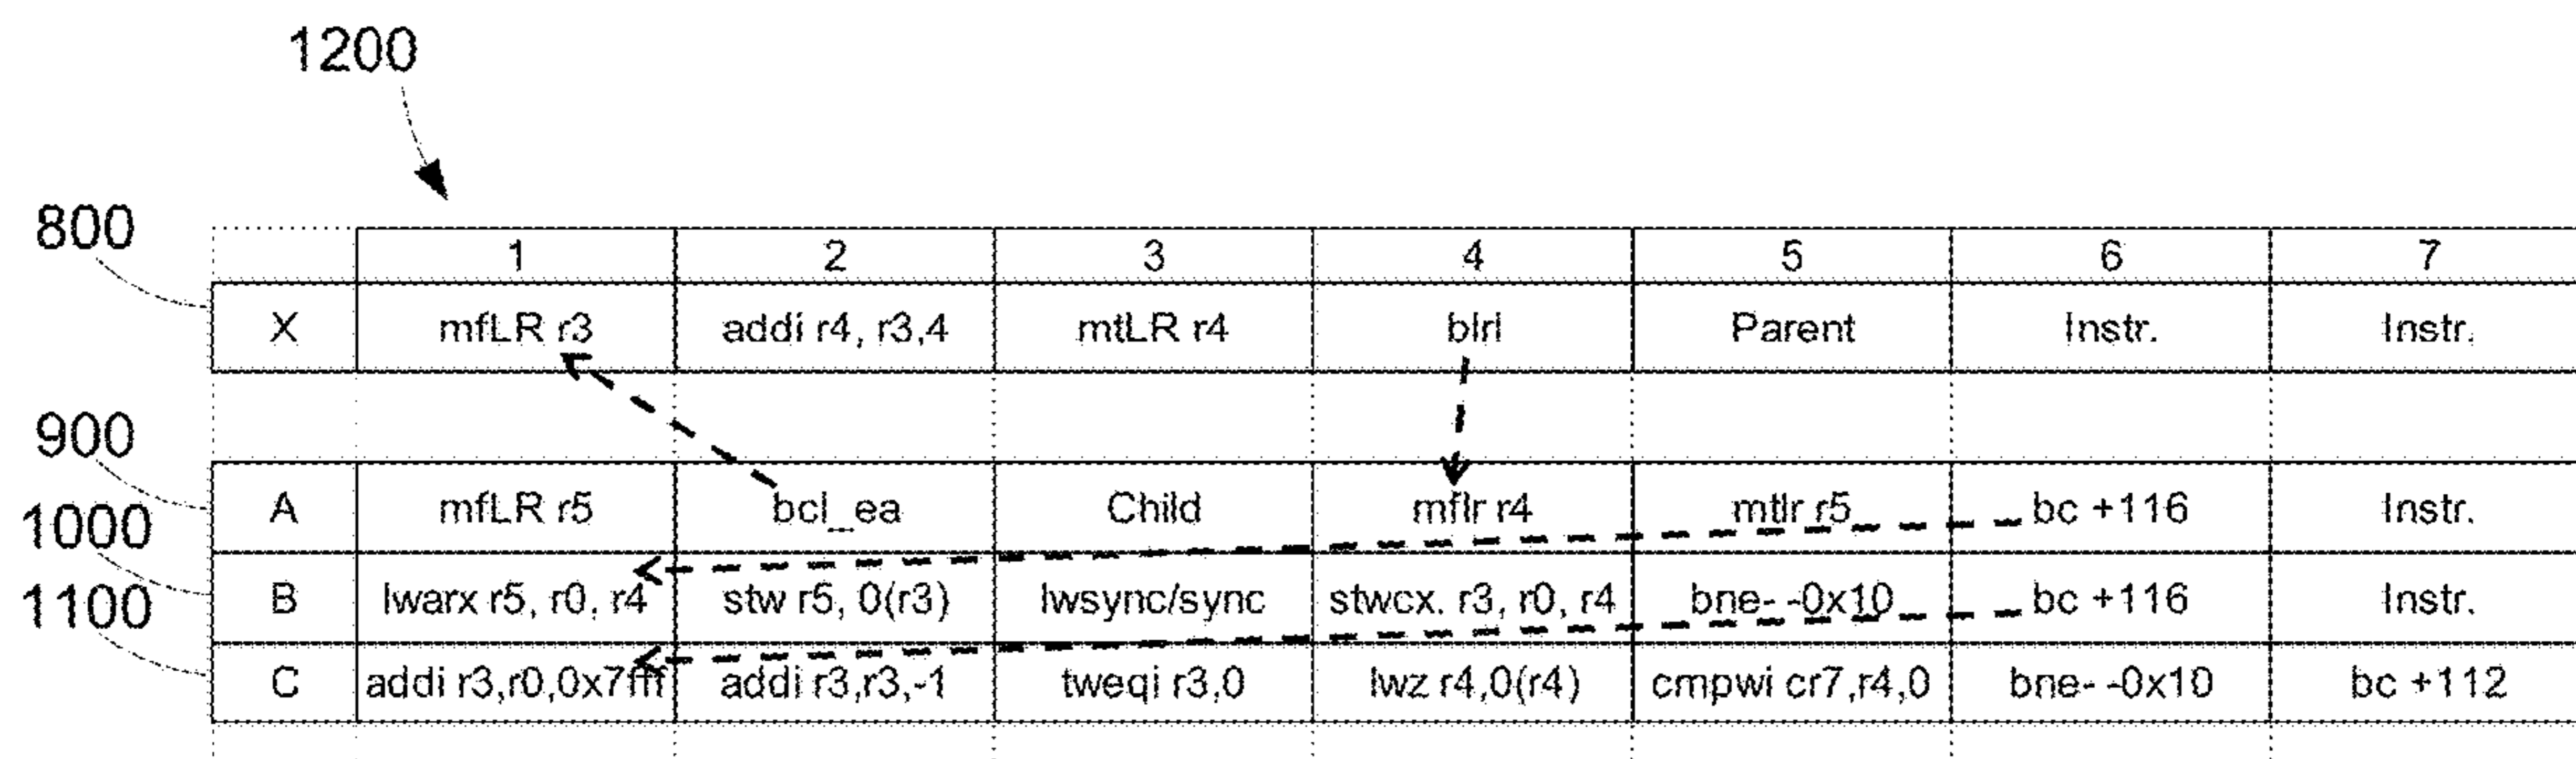 1200
800
1 2 3 4 5 6 7
X mfLR r3 addi r4, r3,4 mtLR r4 blrl Parent Instr. Instr.
900
A mfLR r5 bcl_ea Child mflr r4 mtlr r5 bc +116 Instr.
1000
B lwarx r5, r0, r4 stw r5, 0(r3) lwsync/sync stwcx. r3, r0, r4 bne- -0x10 bc +116 Instr.
1100
C addi r3,r0,0x7fff addi r3,r3,-1 tweqi r3,0 lwz r4,0(r4) cmpwi cr7,r4,0 bne- -0x10 bc +112